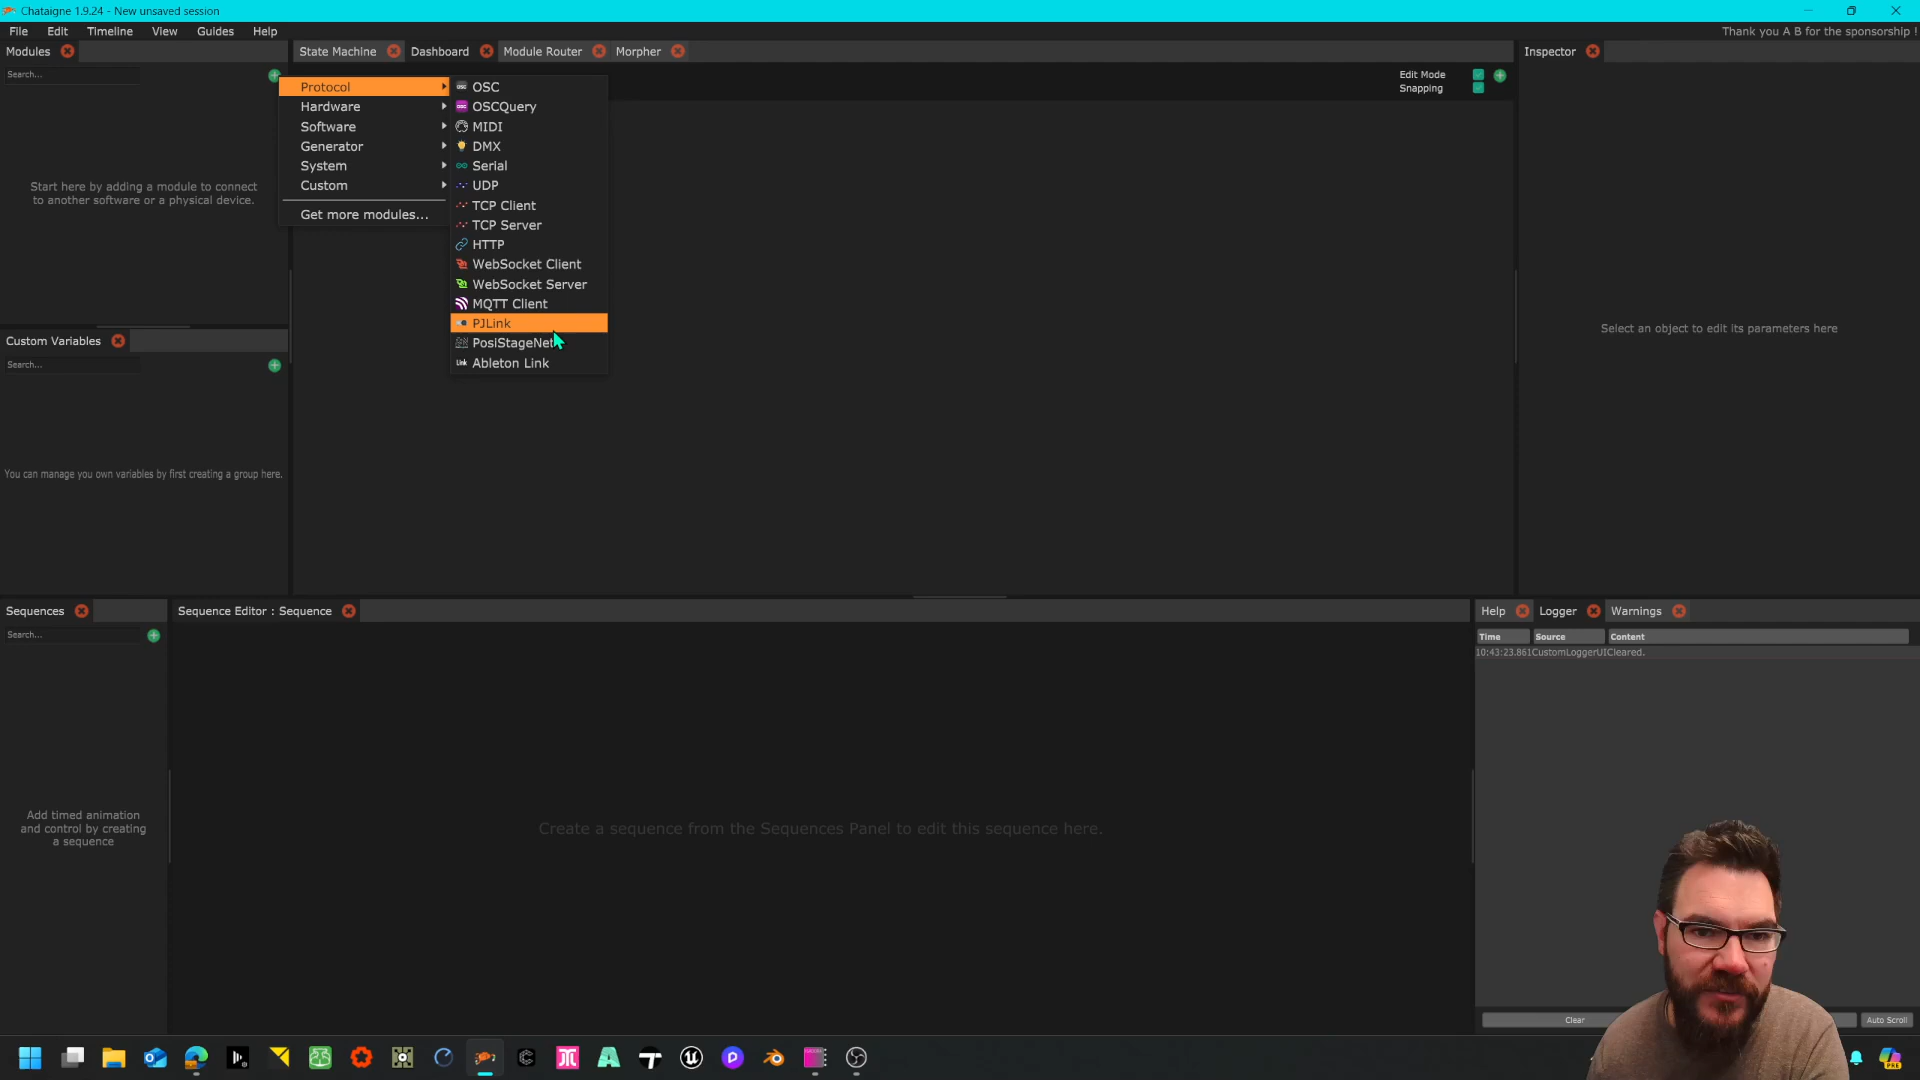 Chataigne 1.9.24 - New unsaved session
File Edit Timeline View Guides Help
Thank you A B for the sponsorship !
Modules
State Machine Dashboard Module Router Morpher
Inspector
Search...
Edit Mode
Snapping
Protocol
Hardware
Software
Generator
System
Custom
Get more modules...
OSC
OSCQuery
MIDI
DMX
Serial
UDP
TCP Client
TCP Server
HTTP
WebSocket Client
WebSocket Server
MQTT Client
PJLink
PosiStageNet
Ableton Link
Start here by adding a module to connect
to another software or a physical device.
Select an object to edit its parameters here
Custom Variables
Search...
You can manage you own variables by first creating a group here.
Sequences
Search...
Add timed animation
and control by creating
a sequence
Sequence Editor : Sequence
Create a sequence from the Sequences Panel to edit this sequence here.
Help Logger Warnings
Time Source Content
10:43:23.861CustomLoggerUICleared.
Clear
Auto Scroll